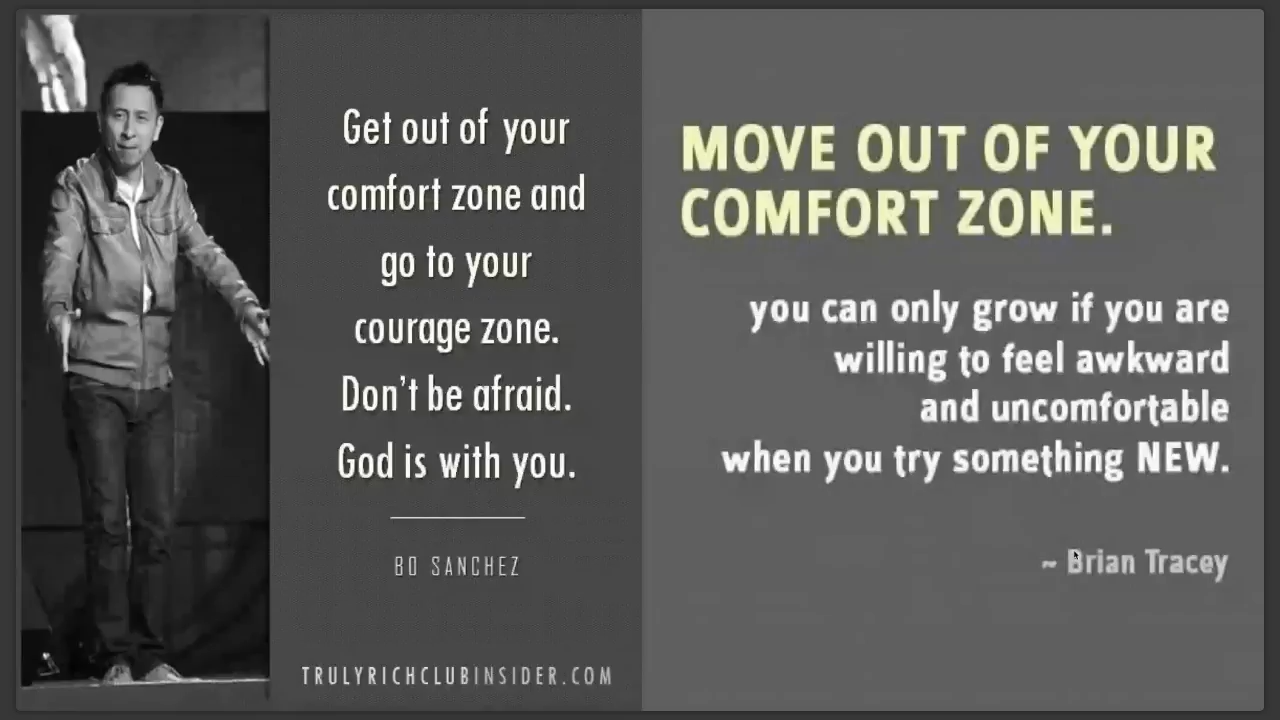 Get out of your
comfort zone and
go to your
courage zone.
Don't be afraid.
God is with you.
BO SANCHEZ
TRULYRICHCLUBINSIDER.COM
MOVE OUT OF YOUR
COMFORT ZONE.
you can only grow if you are
willing to feel awkward
and uncomfortable
when you try something NEW.
~ Brian Tracey